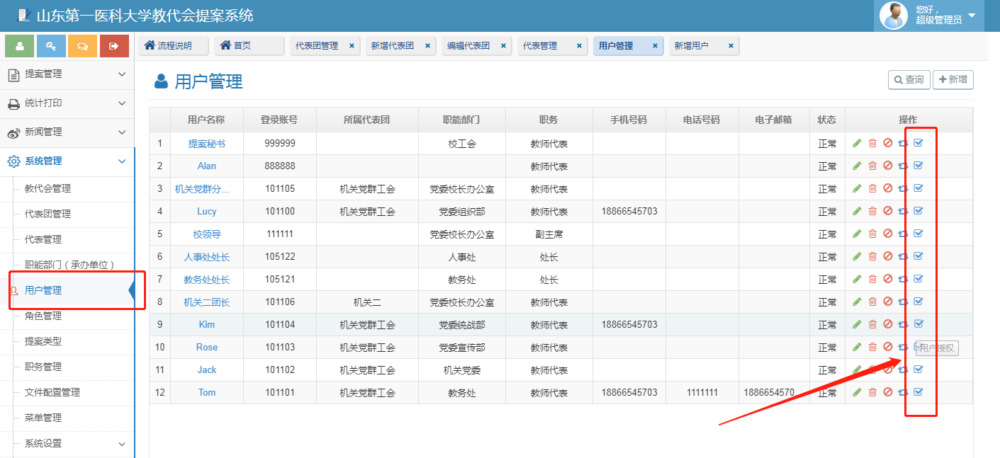 山东第一医科大学教代会提案系统
您好，
超级管理员
流程说明 首页 代表团管理 × 新增代表团 × 编辑代表团 × 代表管理 × 用户管理 × 新增用户 ×
提案管理
统计打印
新闻管理
系统管理
教代会管理
代表团管理
代表管理
职能部门（承办单位）
用户管理
角色管理
提案类型
职务管理
文件配置管理
菜单管理
系统设置
用户管理
查询 新增
用户名称 登录账号 所属代表团 职能部门 职务 手机号码 电话号码 电子邮箱 状态 操作
1 提案秘书 999999 校工会 教师代表 正常
2 Alan 888888 教师代表 正常
3 机关党群分... 101105 机关党群工会 党委校长办公室 教师代表 正常
4 Lucy 101100 机关党群工会 党委组织部 教师代表 18866545703 正常
5 校领导 111111 党委校长办公室 副主席 正常
6 人事处处长 105122 人事处 处长 正常
7 教务处处长 105121 教务处 处长 正常
8 机关二团长 101106 机关二 党委校长办公室 教师代表 正常
9 Kim 101104 机关党群工会 党委统战部 教师代表 18866545703 正常
10 Rose 101103 机关党群工会 党委宣传部 教师代表 正常
用户授权
11 Jack 101102 机关党群工会 机关党委 教师代表 正常
12 Tom 101101 机关党群工会 教务处 教师代表 18866545703 1111111 1886654570 正常